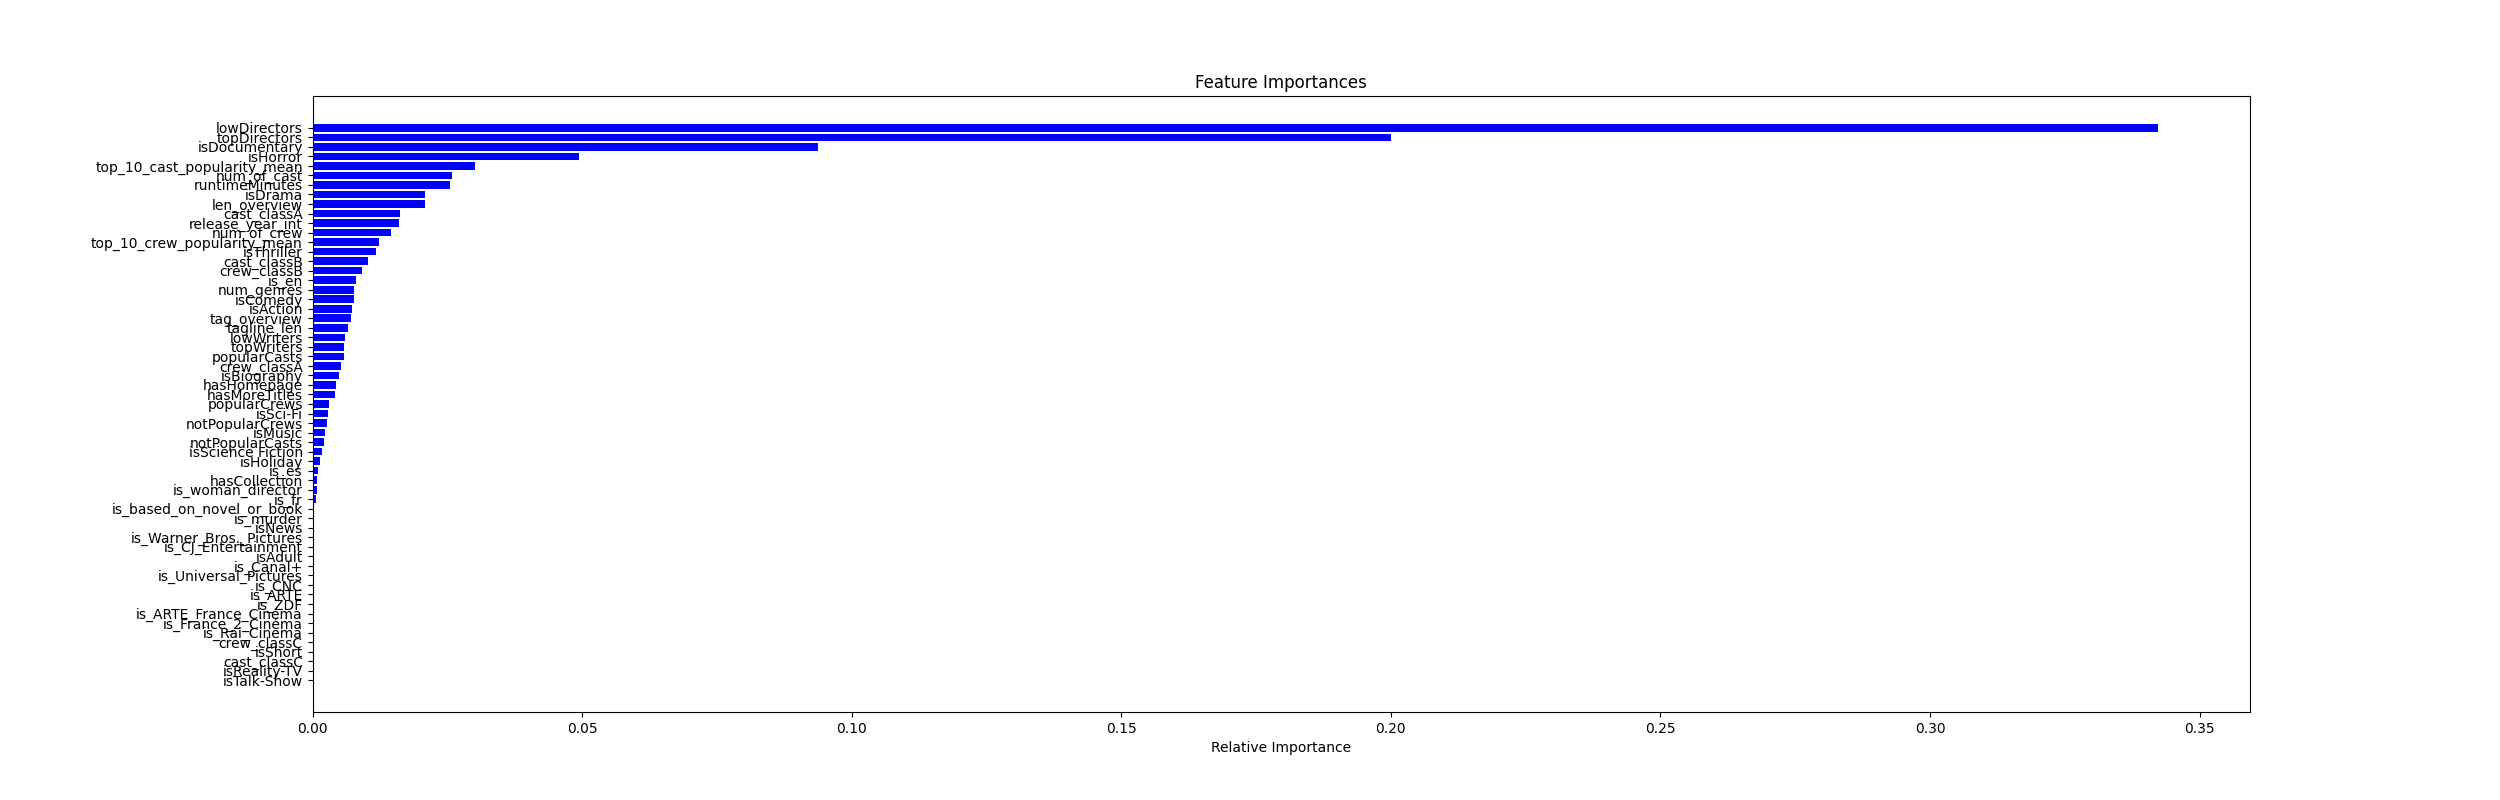 Feature Importances
lowDirectors
topDirectors
isDocumentary
isHorror
top_10_cast_popularity_mean
num_of_cast
runtimeMinutes
isDrama
len_overview
cast_classA
release_year_int
num_of_crew
top_10_crew_popularity_mean
isThriller
cast_classB
crew_classB
is_en
num_genres
isComedy
isAction
tag_overview
tagline_len
lowWriters
topWriters
popularCasts
crew_classA
isBiography
hasHomepage
hasMoreTitles
popularCrews
isSci-Fi
notPopularCrews
isMusic
notPopularCasts
isScience Fiction
isHoliday
is_es
hasCollection
is_woman_director
is_fr
is_based_on_novel_or_book
is_murder
isNews
is_Warner_Bros._Pictures
is_CJ_Entertainment
isAdult
is_Canal+
is_Universal_Pictures
is_CNC
is_ARTE
is_ZDF
is_ARTE_France_Cinéma
is_France_2_Cinéma
is_Rai_Cinema
crew_classC
isShort
cast_classC
isReality-TV
isTalk-Show
0.00 0.05 0.10 0.15 0.20 0.25 0.30 0.35
Relative Importance